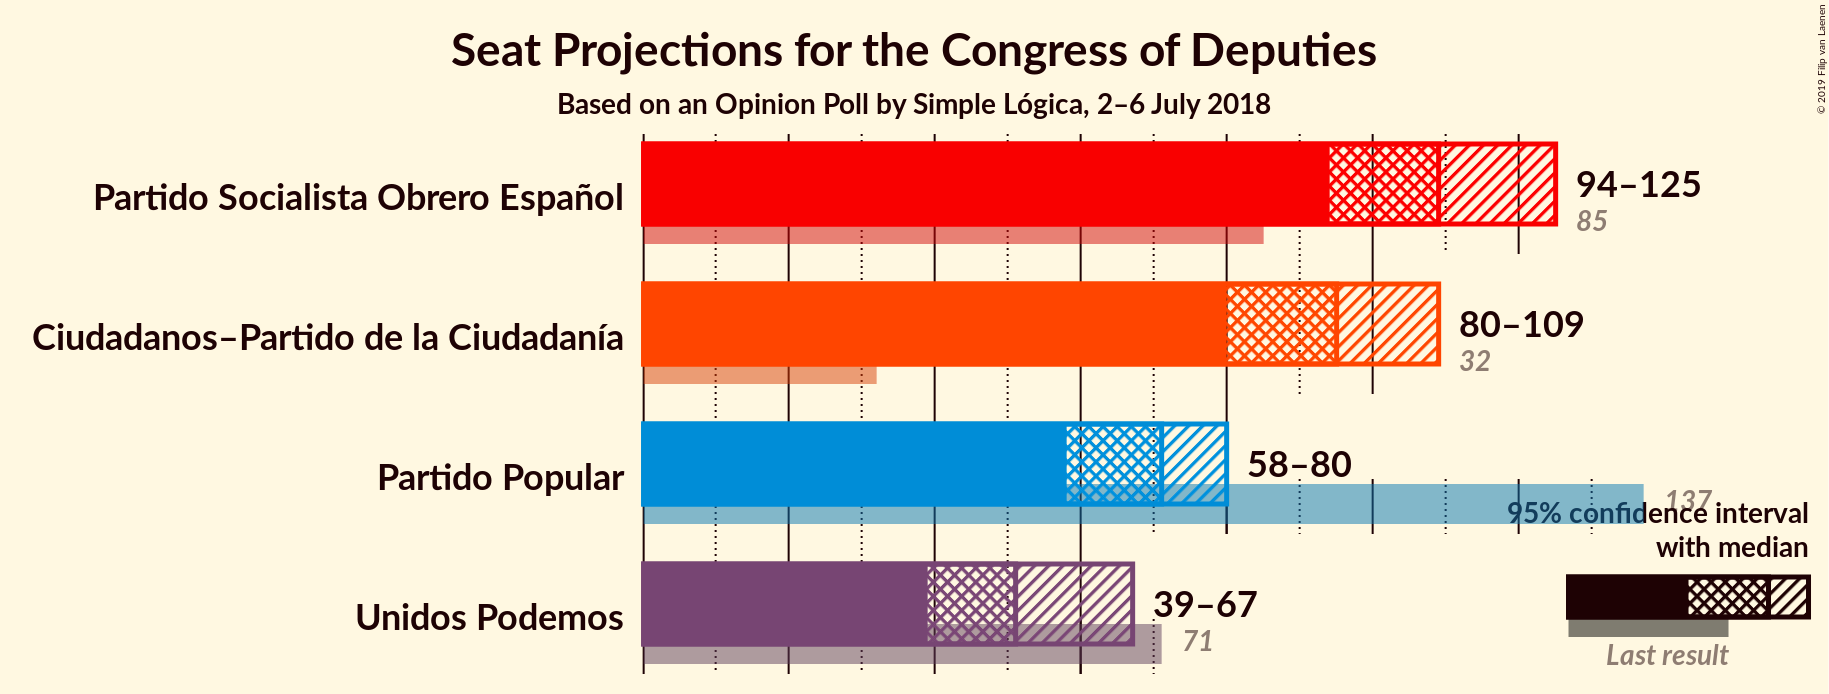 Seat Projections for the Congress of Deputies
Based on an Opinion Poll by Simple Lógica, 2–6 July 2018
© 2019 Filip van Laenen
Partido Socialista Obrero Español
94–125
85
Ciudadanos–Partido de la Ciudadanía
80–109
32
Partido Popular
58–80
137
95% confidence interval
with median
Unidos Podemos
39–67
71
Last result